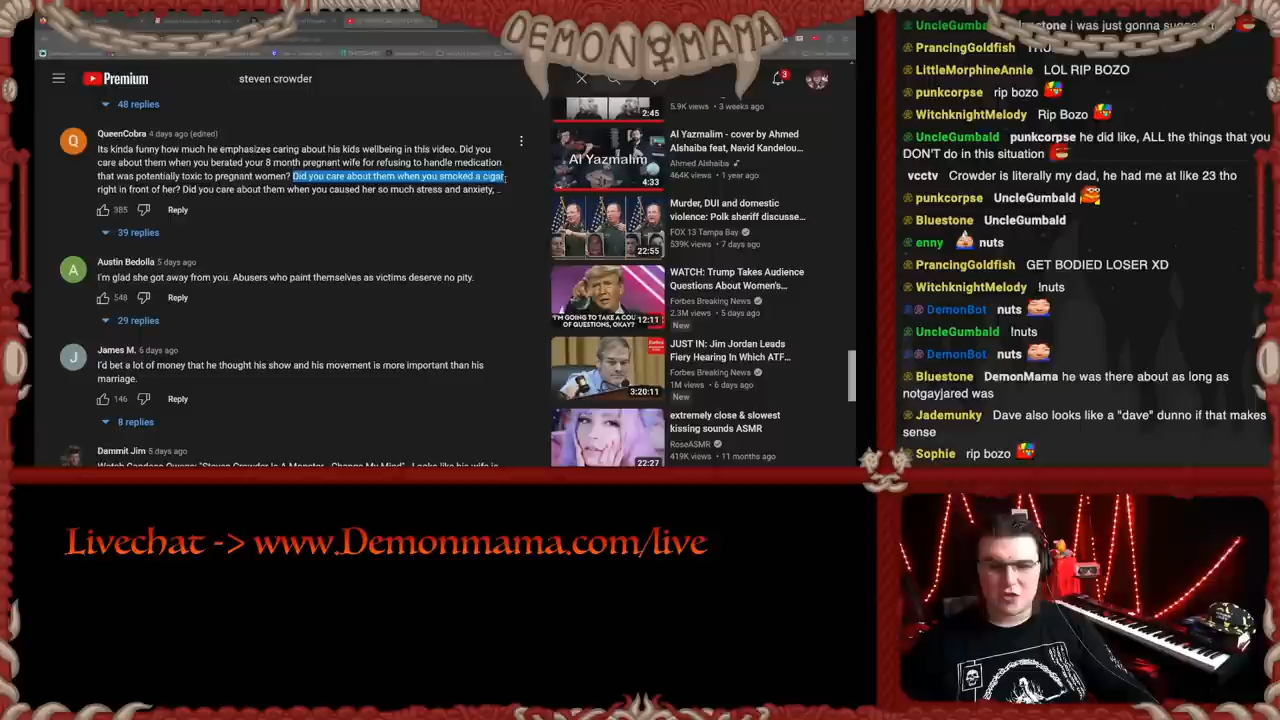 DEMON MAMA
Premium
steven crowder
3
48 replies
QueenCobra 4 days ago (edited)
Its kinda funny how much he emphasizes caring about his kids wellbeing in this video. Did you
care about them when you berated your 8 month pregnant wife for refusing to handle medication
that was potentially toxic to pregnant women? Did you care about them when you smoked a cigar
right in front of her? Did you care about them when you caused her so much stress and anxiety, ..
385 Reply
39 replies
A
Austin Bedolla 5 days ago
I'm glad she got away from you. Abusers who paint themselves as victims deserve no pity.
548 Reply
29 replies
J
James M. 6 days ago
I'd bet a lot of money that he thought his show and his movement is more important than his
marriage.
146 Reply
8 replies
Dammit Jim 5 days ago
5.9K views • 3 weeks ago
2:45
Al Yazmalim
4:33
Al Yazmalim - cover by Ahmed
Alshaiba feat, Navid Kandelou...
Ahmed Alshaiba
464K views • 1 year ago
22:55
Murder, DUI and domestic
violence: Polk sheriff discusse...
FOX 13 Tampa Bay
539K views • 7 days ago
I'M GOING TO TAKE A COU
OF QUESTIONS, OKAY?
12:11
WATCH: Trump Takes Audience
Questions About Women's...
Forbes Breaking News
2.3M views • 5 days ago
New
3:20:11
JUST IN: Jim Jordan Leads
Fiery Hearing In Which ATF...
Forbes Breaking News
1M views • 6 days ago
New
22:27
extremely close & slowest
kissing sounds ASMR
RoseASMR
419K views • 11 months ago
i was just gonna
PrancingGoldfish
LittleMorphineAnnie LOL RIP BOZO
punkcorpse rip bozo
WitchknightMelody Rip Bozo
UncleGumbald punkcorpse he did like, ALL the things that you
DON'T do in this situation
vcctv Crowder is literally my dad, he had me at like 23 tho
punkcorpse UncleGumbald
Bluestone UncleGumbald
enny nuts
PrancingGoldfish GET BODIED LOSER XD
WitchknightMelody !nuts
DemonBot nuts
UncleGumbald !nuts
DemonBot nuts
Bluestone DemonMama he was there about as long as
notgayjared was
Jademunky Dave also looks like a "dave" dunno if that makes
sense
Sophie rip bozo
Livechat -> www.Demonmama.com/live